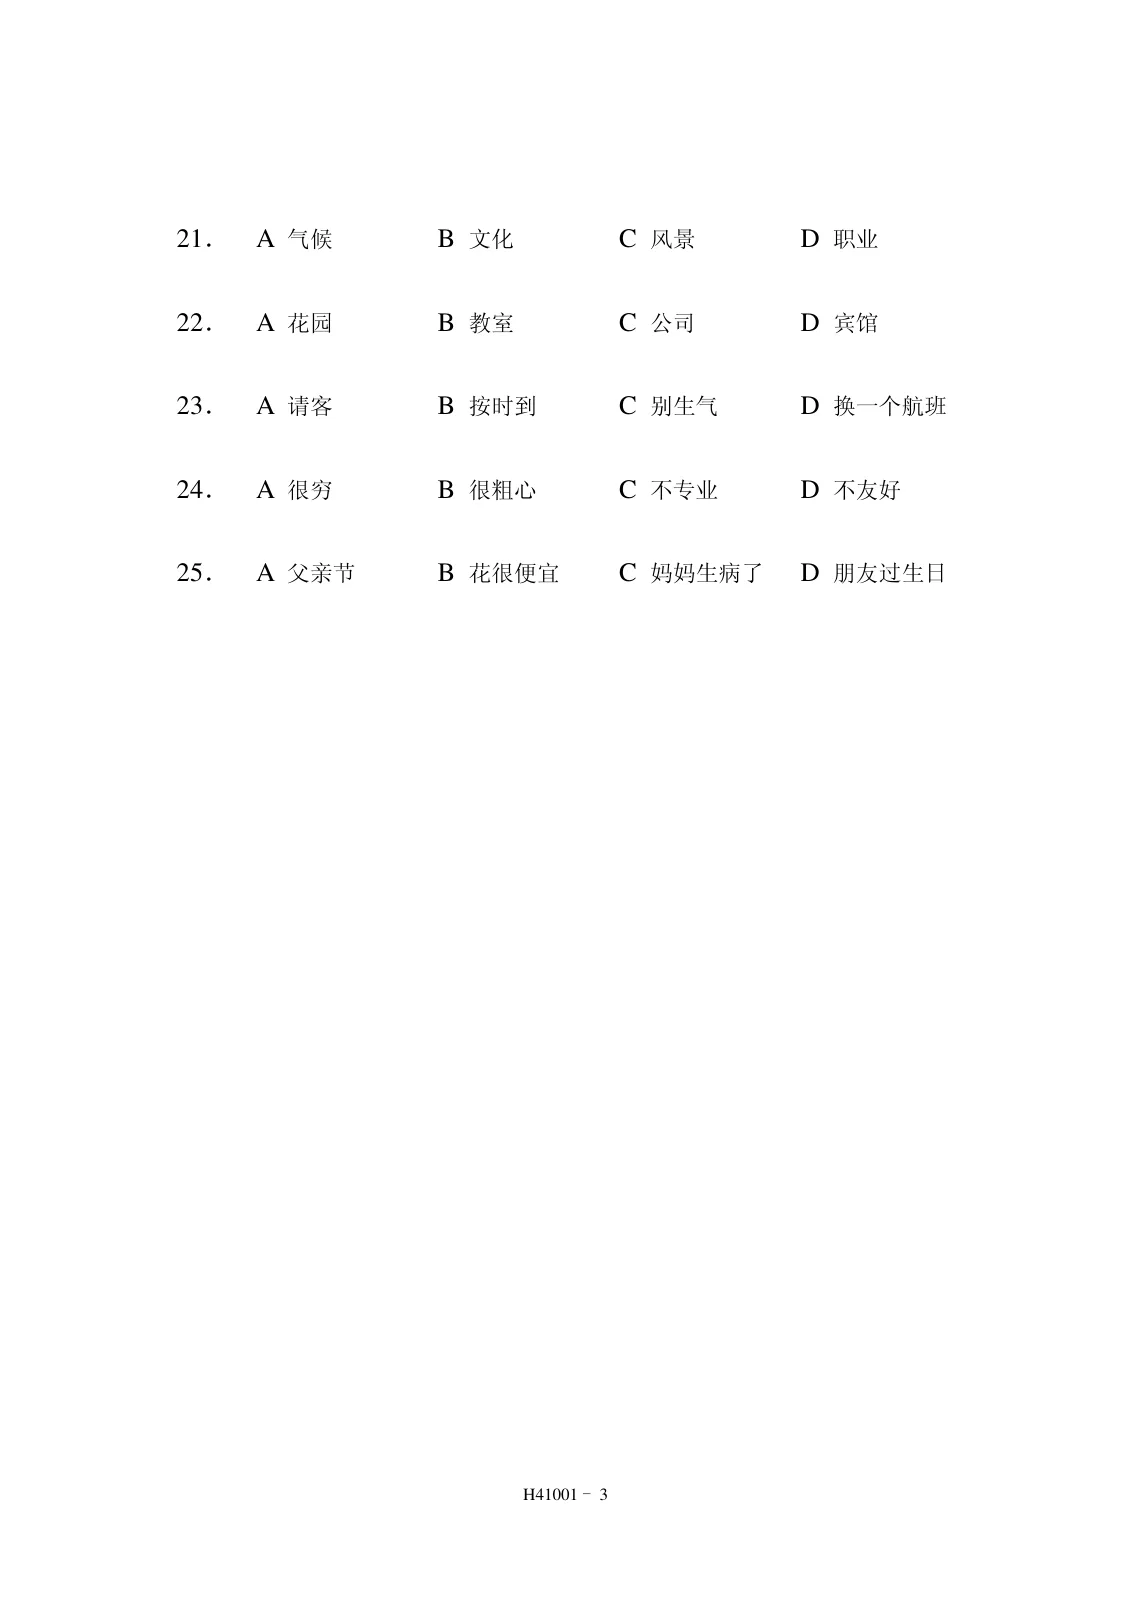 21． A 气候 B 文化 C 风景 D 职业
22． A 花园 B 教室 C 公司 D 宾馆
23． A 请客 B 按时到 C 别生气 D 换一个航班
24． A 很穷 B 很粗心 C 不专业 D 不友好
25． A 父亲节 B 花很便宜 C 妈妈生病了 D 朋友过生日
H41001－ 3